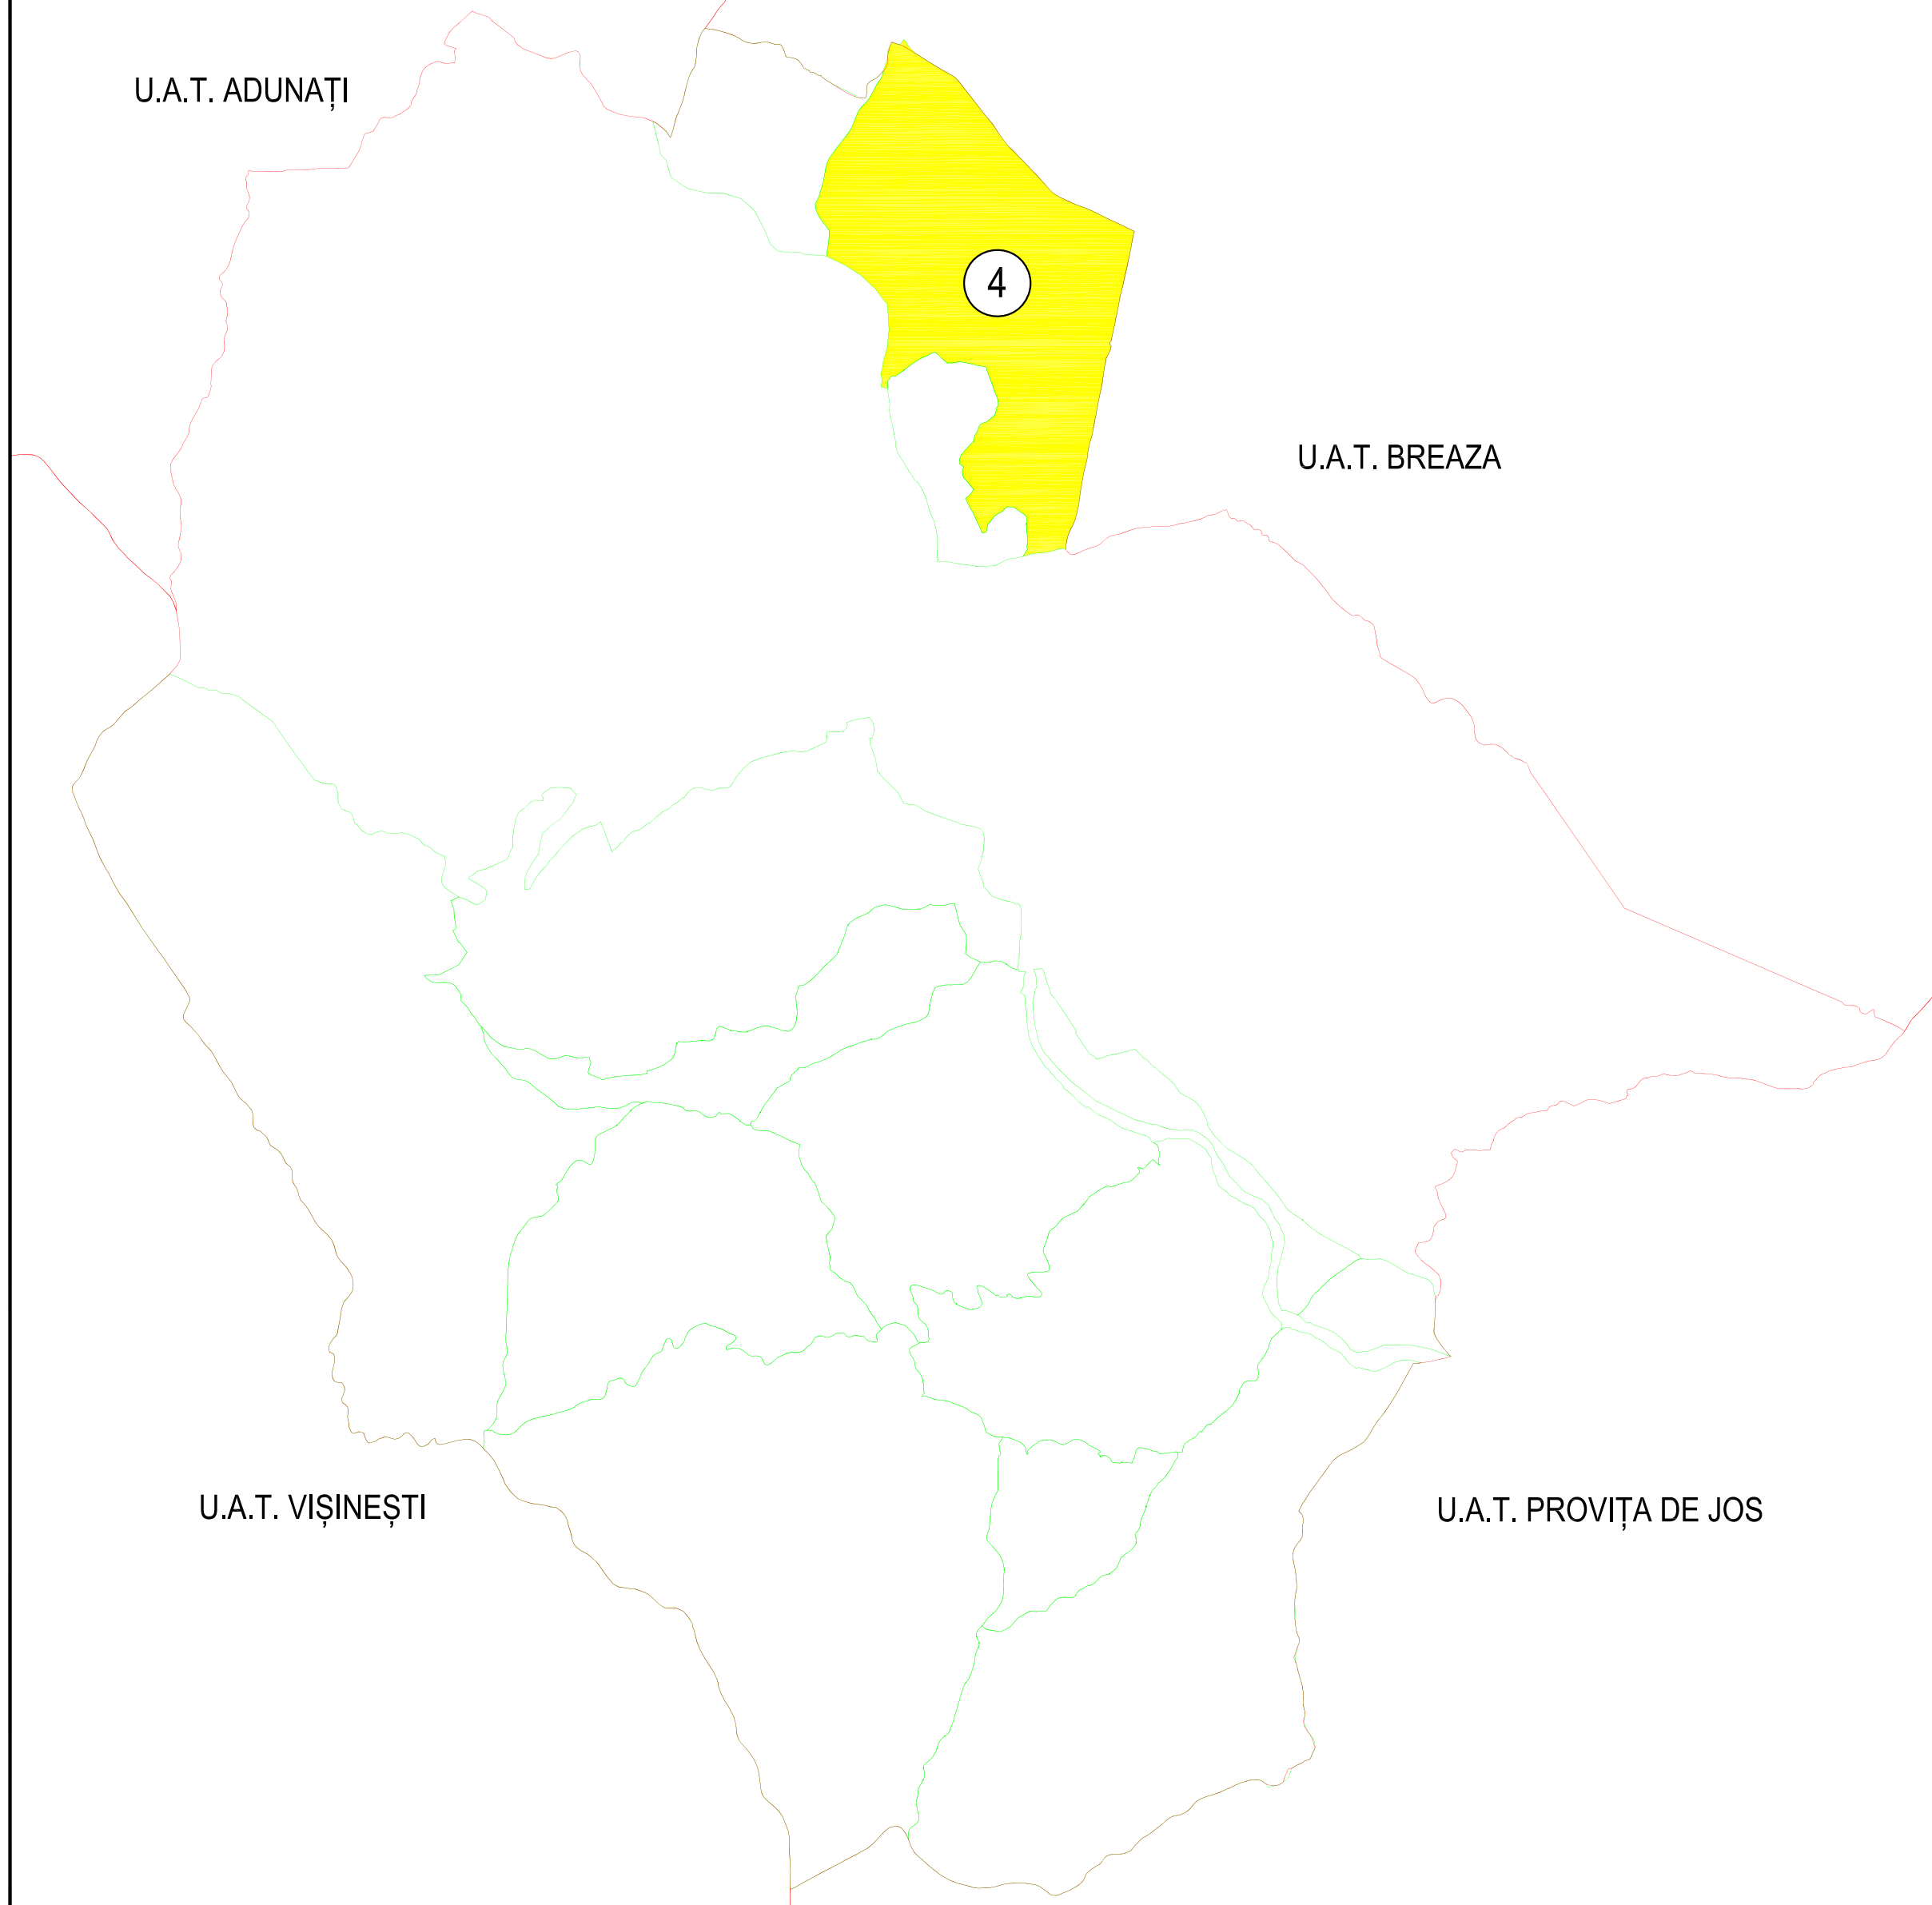 U.A.T. ADUNAȚI
4
U.A.T. BREAZA
U.A.T. VIȘINEȘTI
U.A.T. PROVIȚA DE JOS